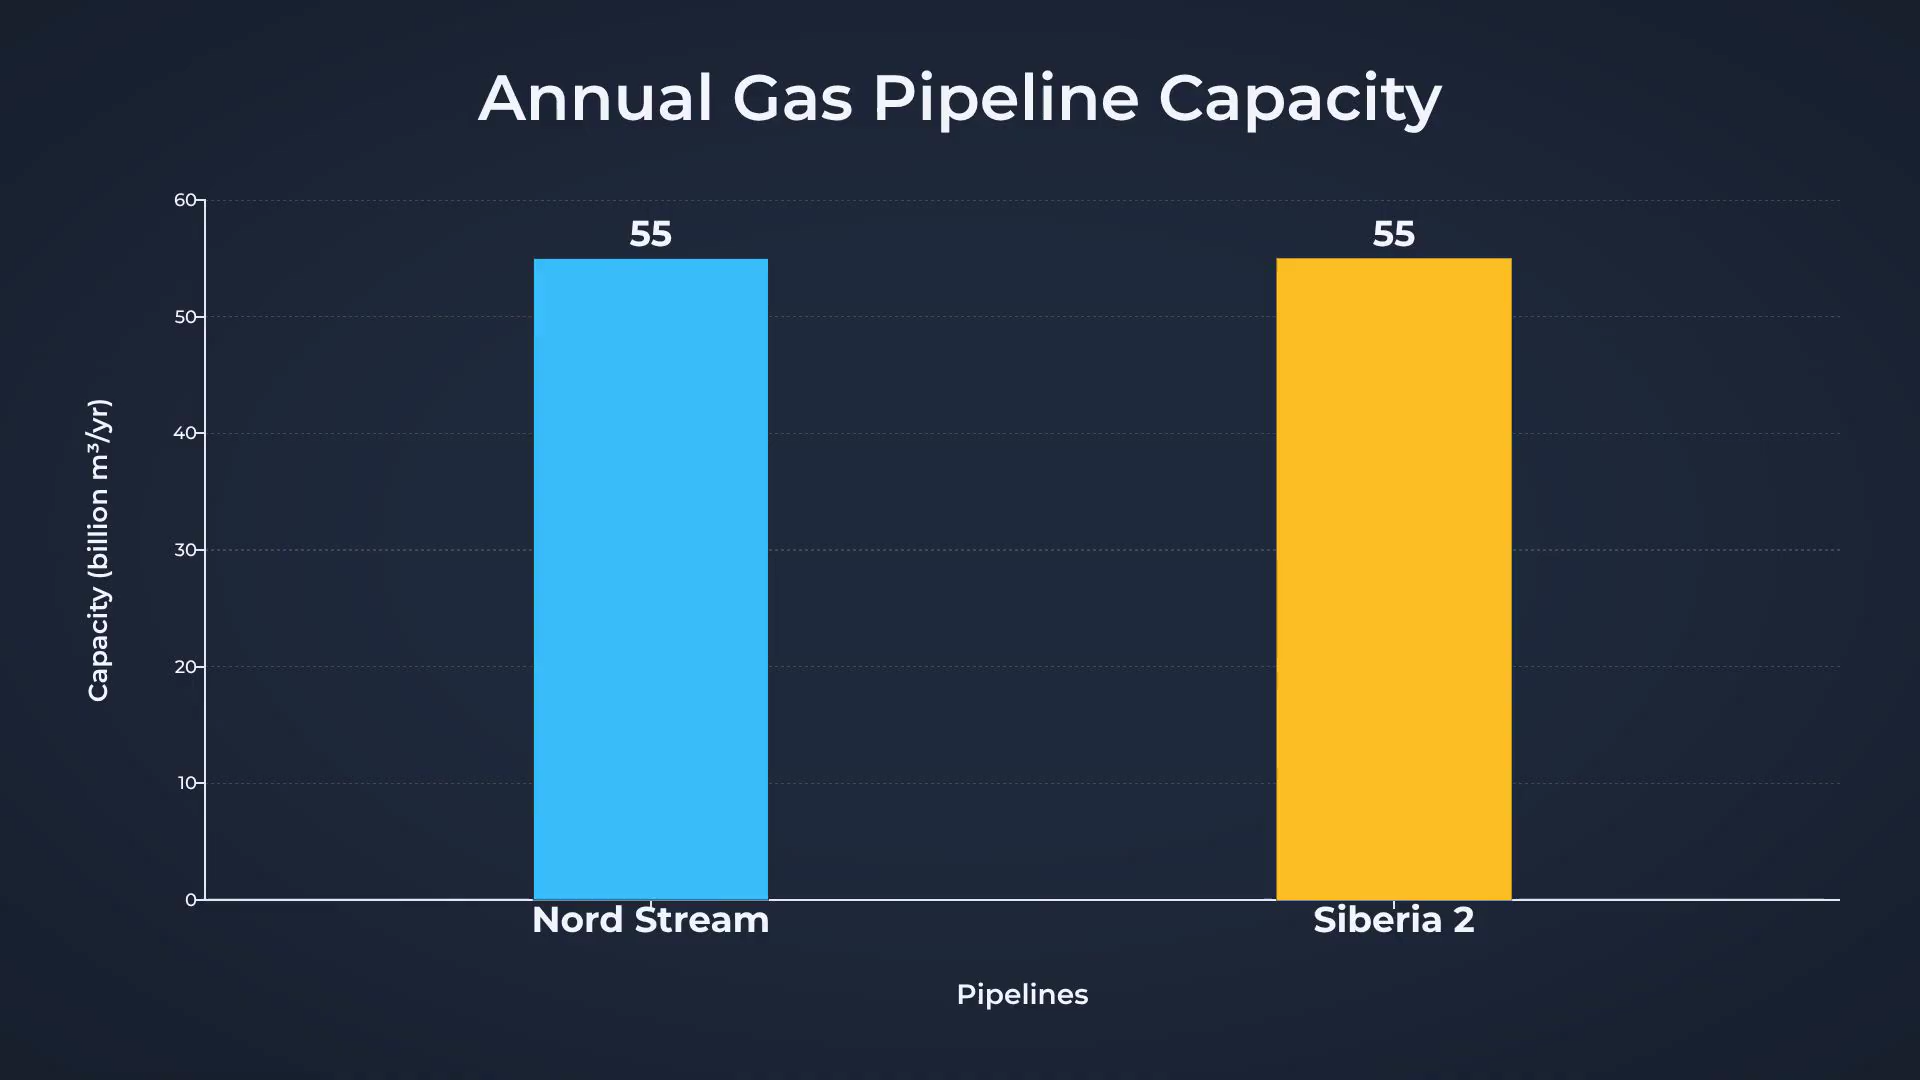 Annual Gas Pipeline Capacity
60
55
55
50
40
30
20
10
0
Capacity (billion m³/yr)
Nord Stream
Siberia 2
Pipelines